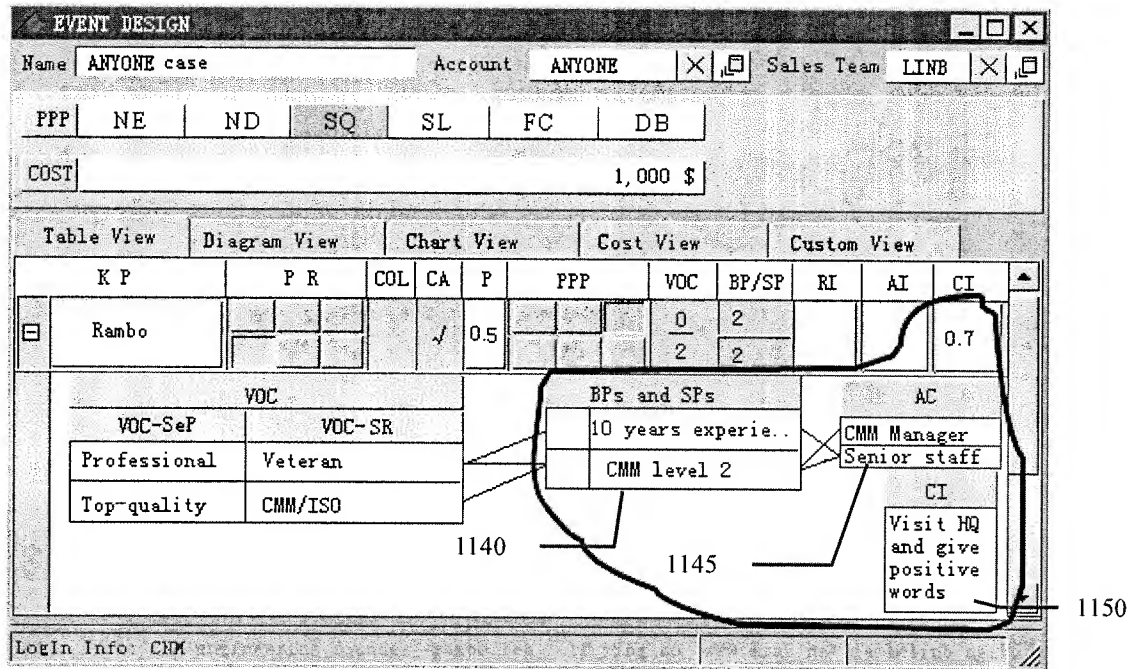 EVENT DESIGN
Name ANYONE case Account ANYONE Sales Team LINB
PPP NE ND SQ SL FC DB
COST 1,000 $
Table View Diagram View Chart View Cost View Custom View
K P P R COL CA P PPP VOC BP/SP RI AI CI
Rambo √ 0.5 0 2 0.7
2 2
VOC BPs and SPs AC
VOC-SeP VOC-SR 10 years experie.. CMM Manager
Professional Veteran CMM level 2 Senior staff
Top-quality CMM/ISO CI
Visit HQ
and give
positive
words
1140
1145
1150
LogIn Info: CNM